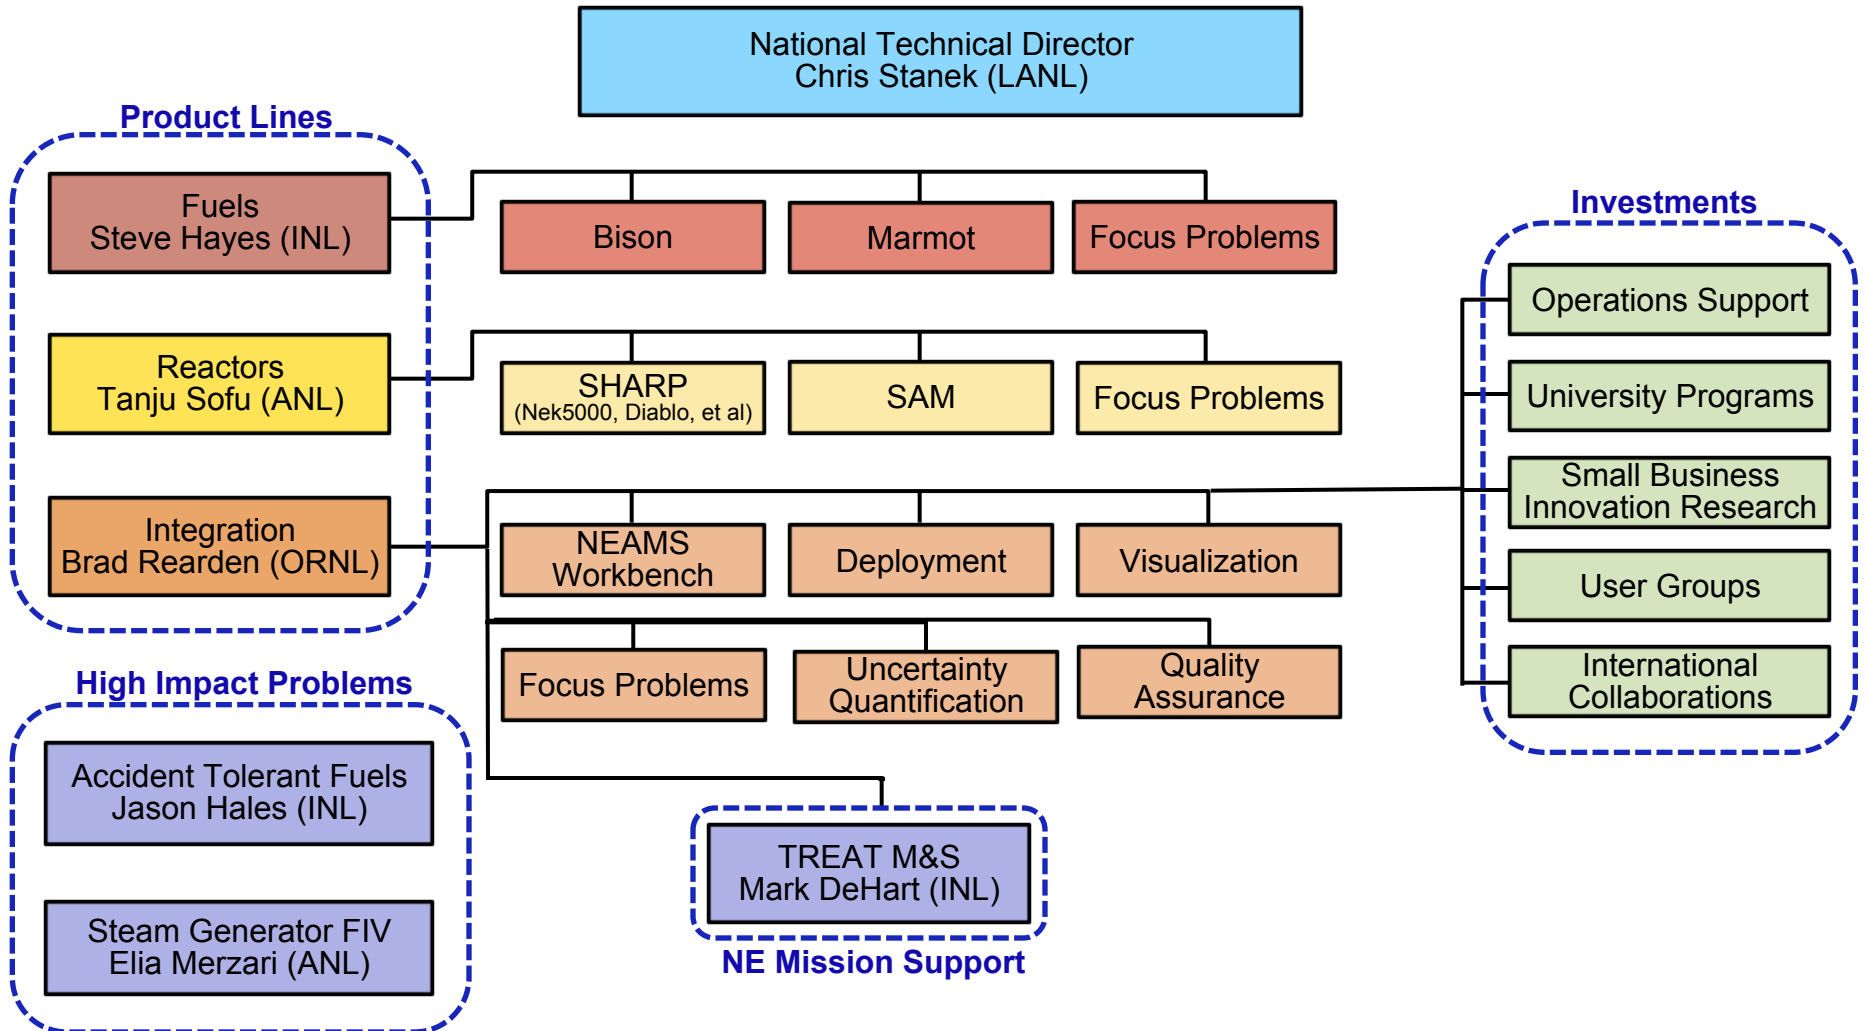 National Technical Director
Chris Stanek (LANL)
Product Lines
Fuels
Steve Hayes (INL)
Bison
Marmot
Focus Problems
Reactors
Tanju Sofu (ANL)
SHARP
(Nek5000, Diablo, et al)
SAM
Focus Problems
Integration
Brad Rearden (ORNL)
NEAMS
Workbench
Deployment
Visualization
Focus Problems
Uncertainty
Quantification
Quality
Assurance
Investments
Operations Support
University Programs
Small Business
Innovation Research
User Groups
International
Collaborations
High Impact Problems
Accident Tolerant Fuels
Jason Hales (INL)
Steam Generator FIV
Elia Merzari (ANL)
TREAT M&S
Mark DeHart (INL)
NE Mission Support